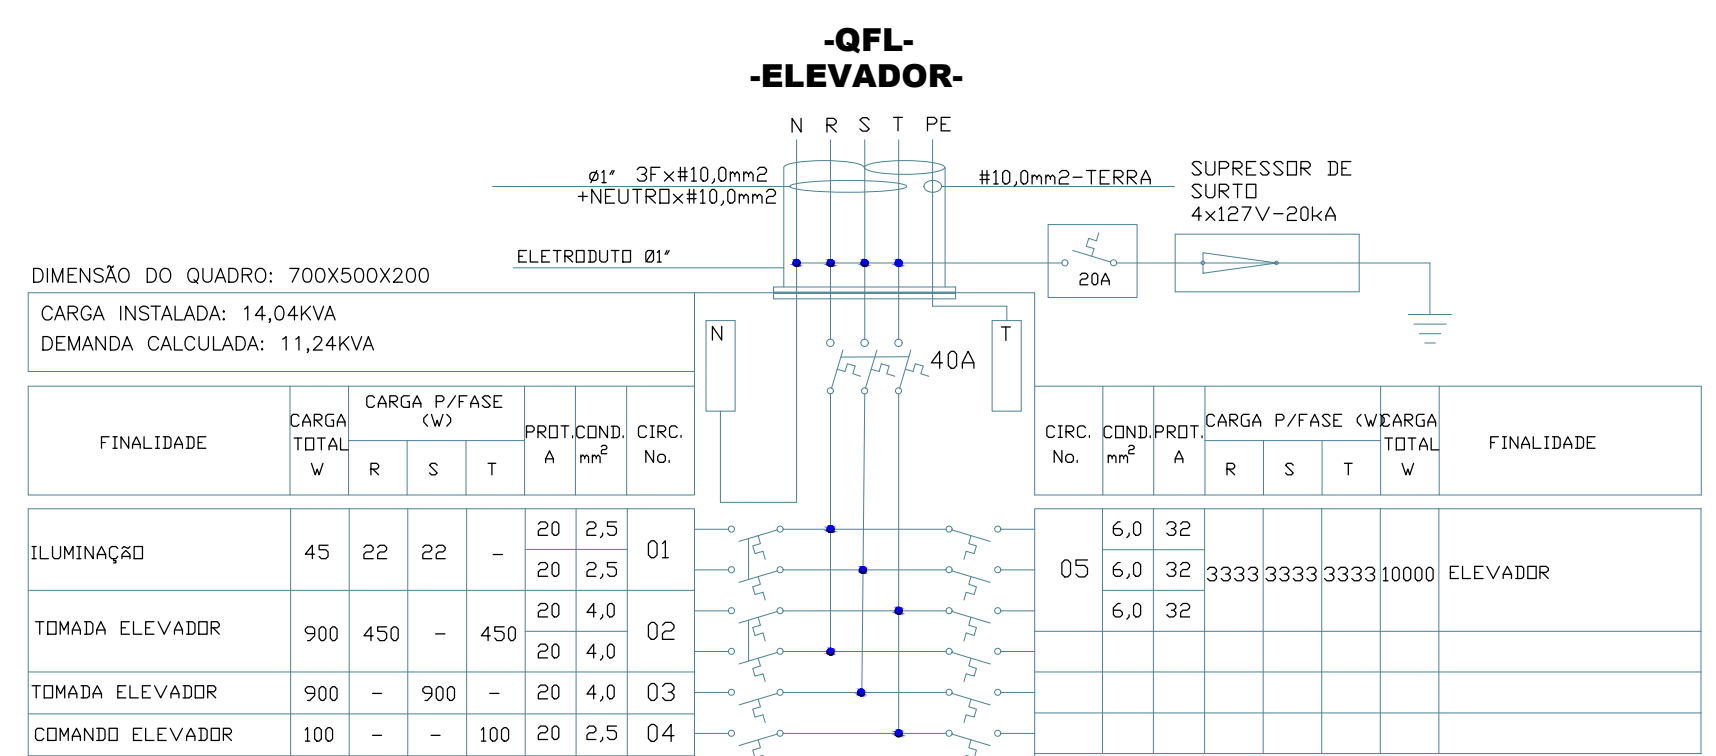 -QFL-
-ELEVADOR-
N R S T PE
Ø1" 3Fx#10,0mm2
+NEUTROx#10,0mm2
#10,0mm2-TERRA
SUPRESSOR DE
SURTO
4x127V-20kA
ELETRODUTO Ø1"
20A
DIMENSÃO DO QUADRO: 700X500X200
CARGA INSTALADA: 14,04KVA
DEMANDA CALCULADA: 11,24KVA
N
T
40A
FINALIDADE
CARGA
TOTAL
W
CARGA P/FASE
(W)
R S T
PROT.
A
COND.
mm2
CIRC.
No.
CIRC.
No.
COND.
mm2
PROT.
A
CARGA P/FASE (W)
R S T
CARGA
TOTAL
W
FINALIDADE
ILUMINAÇÃO 45 22 22 -
20 2,5
20 2,5
01
TOMADA ELEVADOR 900 450 - 450
20 4,0
20 4,0
02
TOMADA ELEVADOR 900 - 900 - 20 4,0 03
COMANDO ELEVADOR 100 - - 100 20 2,5 04
05
6,0 32
6,0 32
6,0 32
3333 3333 3333 10000 ELEVADOR